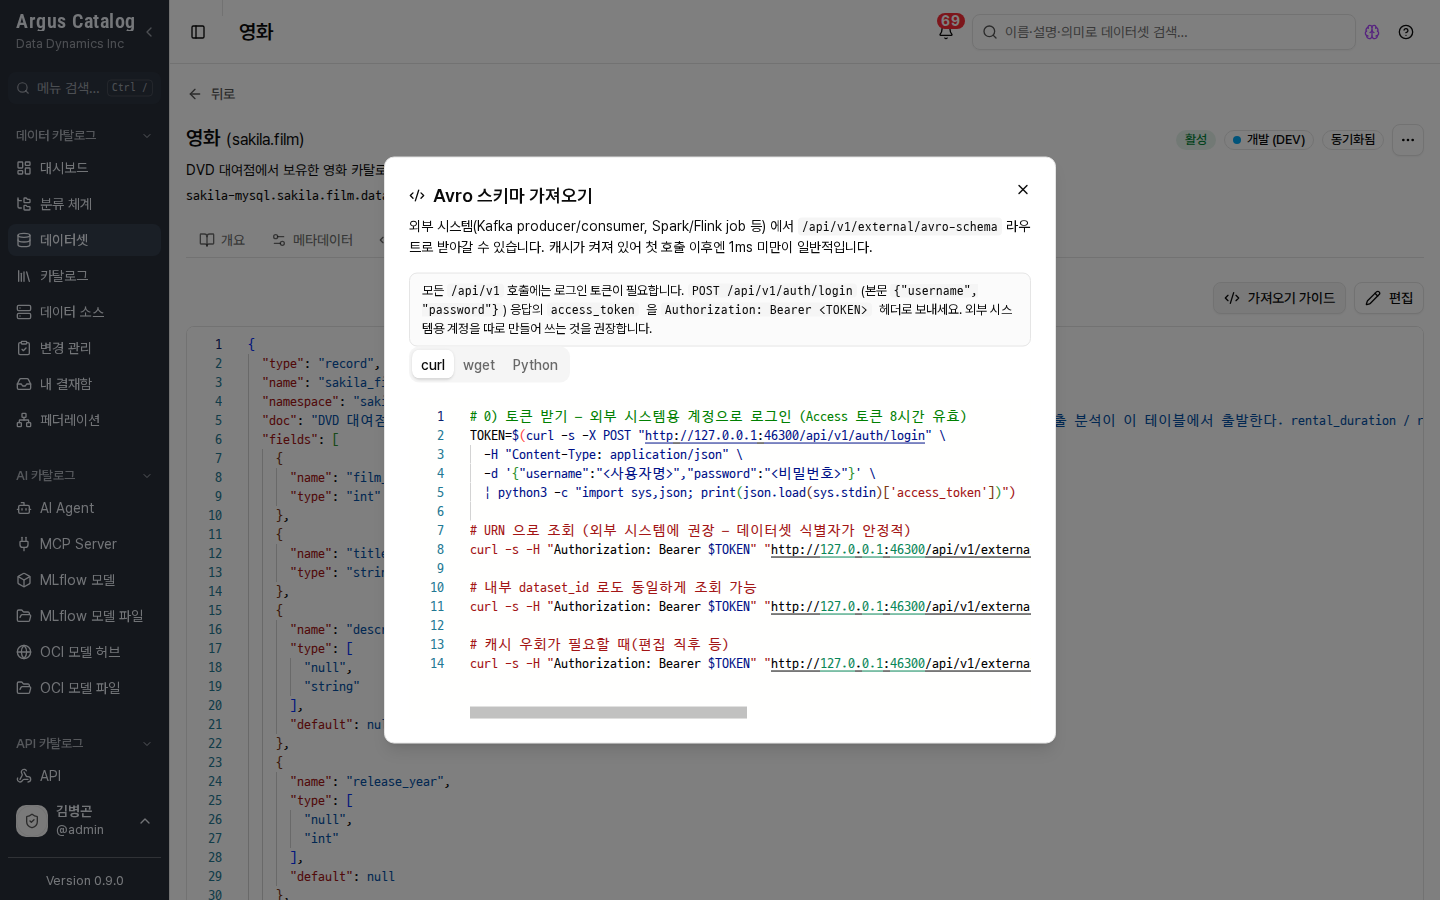 Argus Catalog
Data Dynamics Inc
메뉴 검색... Ctrl /
데이터 카탈로그
대시보드
분류 체계
데이터셋
카탈로그
데이터 소스
변경 관리
내 결재함
페더레이션
AI 카탈로그
AI Agent
MCP Server
MLflow 모델
MLflow 모델 파일
OCI 모델 허브
OCI 모델 파일
API 카탈로그
API
김병곤
@admin
Version 0.9.0
영화
69
이름·설명·의미로 데이터셋 검색...
뒤로
영화 (sakila.film)
활성 개발 (DEV) 동기화됨
DVD 대여점에서 보유한 영화 카탈로
sakila-mysql.sakila.film.data
개요 메타데이터
가져오기 가이드 편집
1 {
2 "type": "record",
3 "name": "sakila_fi
4 "namespace": "saki
5 "doc": "DVD 대여점 출 분석이 이 테이블에서 출발한다. rental_duration / r
6 "fields": [
7 {
8 "name": "film_
9 "type": "int"
10 },
11 {
12 "name": "title
13 "type": "strin
14 },
15 {
16 "name": "descr
17 "type": [
18 "null",
19 "string"
20 ],
21 "default": nul
22 },
23 {
24 "name": "release_year",
25 "type": [
26 "null",
27 "int"
28 ],
29 "default": null
30 },
Avro 스키마 가져오기
외부 시스템(Kafka producer/consumer, Spark/Flink job 등) 에서 /api/v1/external/avro-schema 라우
트로 받아갈 수 있습니다. 캐시가 켜져 있어 첫 호출 이후엔 1ms 미만이 일반적입니다.
모든 /api/v1 호출에는 로그인 토큰이 필요합니다. POST /api/v1/auth/login (본문 {"username",
"password"} ) 응답의 access_token 을 Authorization: Bearer <TOKEN> 헤더로 보내세요. 외부 시스
템용 계정을 따로 만들어 쓰는 것을 권장합니다.
curl wget Python
1 # 0) 토큰 받기 — 외부 시스템용 계정으로 로그인 (Access 토큰 8시간 유효)
2 TOKEN=$(curl -s -X POST "http://127.0.0.1:46300/api/v1/auth/login" \
3 -H "Content-Type: application/json" \
4 -d '{"username":"<사용자명>","password":"<비밀번호>"}' \
5 | python3 -c "import sys,json; print(json.load(sys.stdin)['access_token'])")
6
7 # URN 으로 조회 (외부 시스템에 권장 — 데이터셋 식별자가 안정적)
8 curl -s -H "Authorization: Bearer $TOKEN" "http://127.0.0.1:46300/api/v1/externa
9
10 # 내부 dataset_id 로도 동일하게 조회 가능
11 curl -s -H "Authorization: Bearer $TOKEN" "http://127.0.0.1:46300/api/v1/externa
12
13 # 캐시 우회가 필요할 때(편집 직후 등)
14 curl -s -H "Authorization: Bearer $TOKEN" "http://127.0.0.1:46300/api/v1/externa